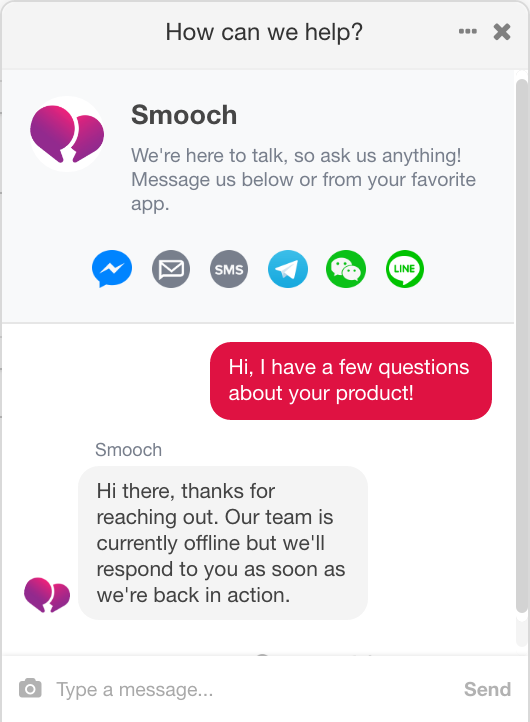 How can we help?
Smooch
We're here to talk, so ask us anything!
Message us below or from your favorite
app.
SMS
LINE
Hi, I have a few questions
about your product!
Smooch
Hi there, thanks for
reaching out. Our team is
currently offline but we'll
respond to you as soon as
we're back in action.
Type a message...
Send